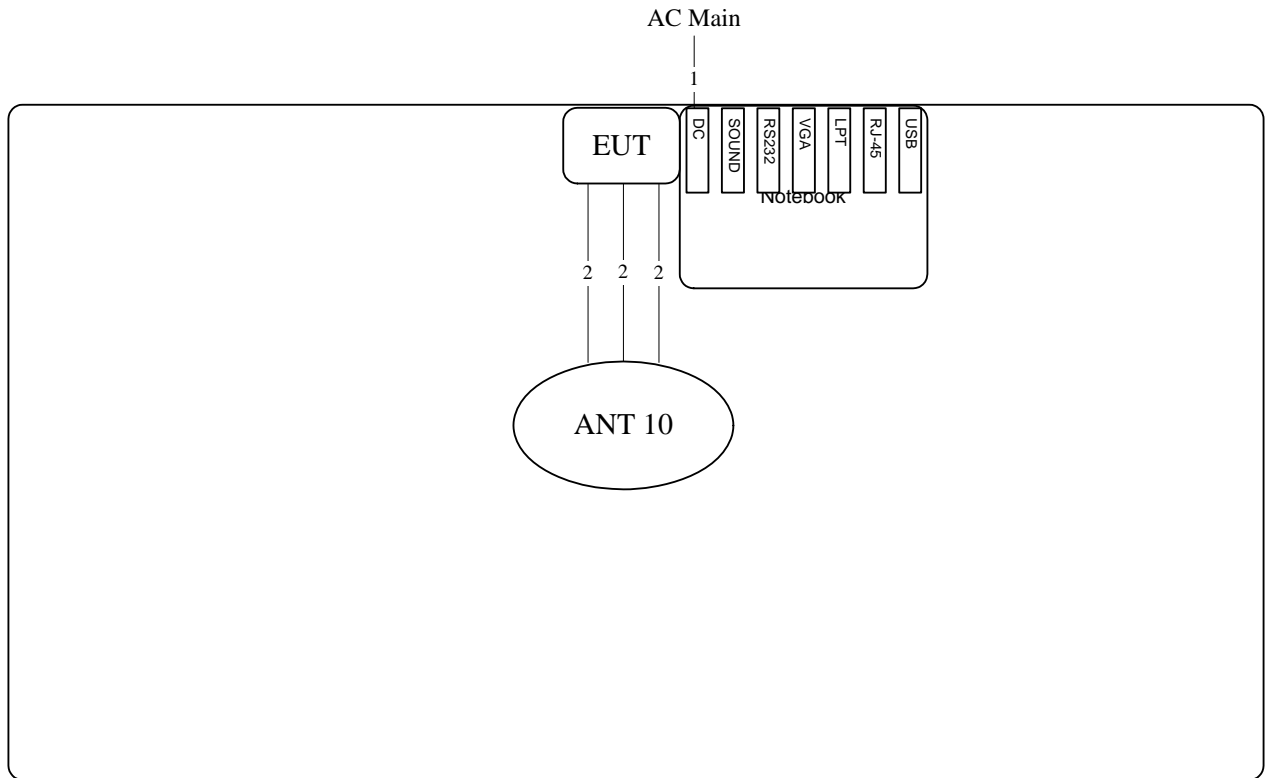 AC Main
1
EUT
DC
SOUND
RS232
VGA
LPT
RJ-45
USB
Notebook
2 2 2
ANT 10